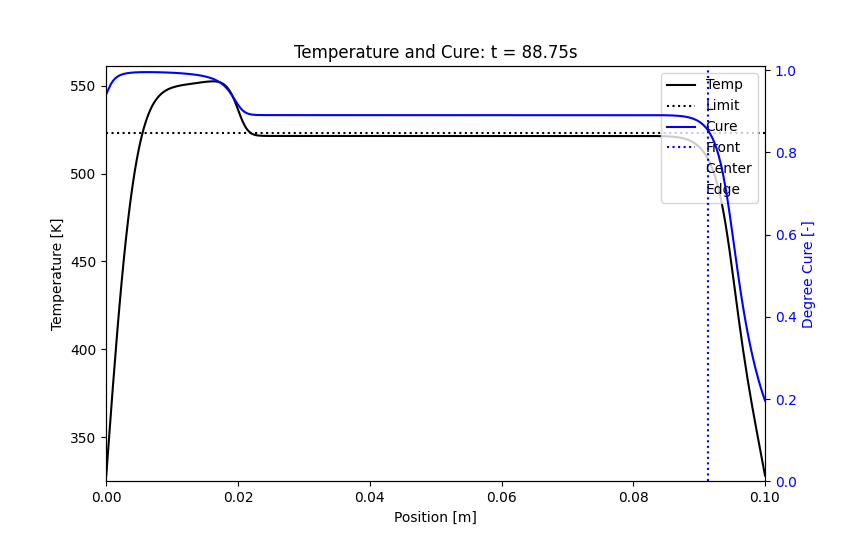 Temperature and Cure: t = 88.75s
Temp
Limit
Cure
Front
Center
Edge
550
500
450
400
350
Temperature [K]
1.0
0.8
0.6
0.4
0.2
0.0
Degree Cure [-]
0.00 0.02 0.04 0.06 0.08 0.10
Position [m]